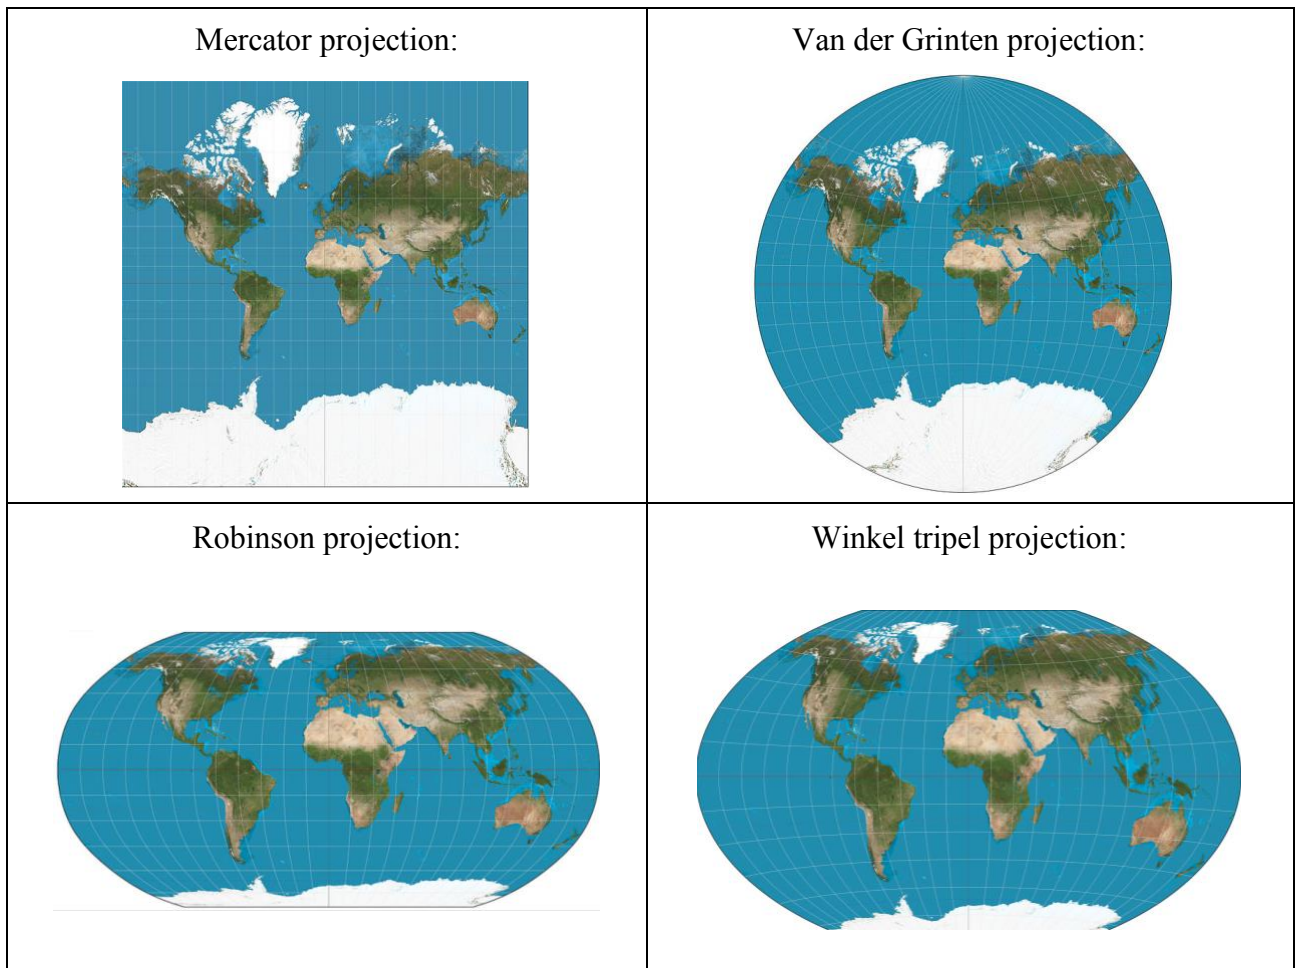 Mercator projection:
Van der Grinten projection:
Robinson projection:
Winkel tripel projection: